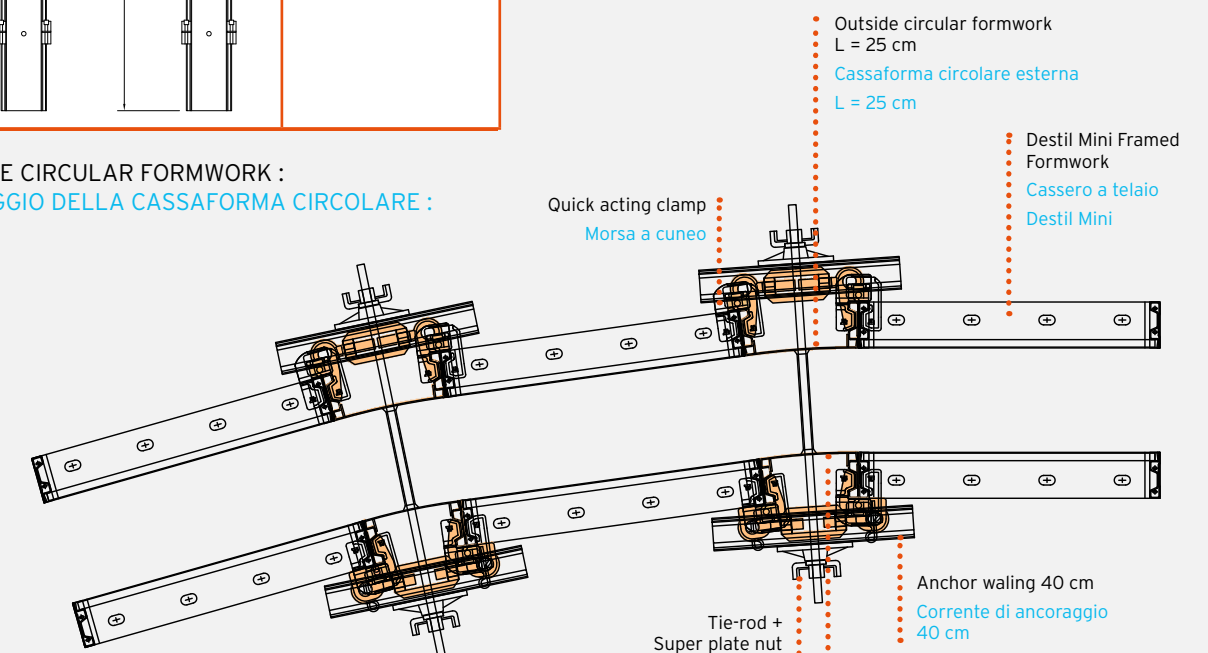 Outside circular formwork
L = 25 cm
Cassaforma circolare esterna
L = 25 cm
Destil Mini Framed
Formwork
Cassero a telaio
Destil Mini
E CIRCULAR FORMWORK :
GGIO DELLA CASSAFORMA CIRCOLARE :
Quick acting clamp
Morsa a cuneo
Anchor waling 40 cm
Corrente di ancoraggio
40 cm
Tie-rod +
Super plate nut